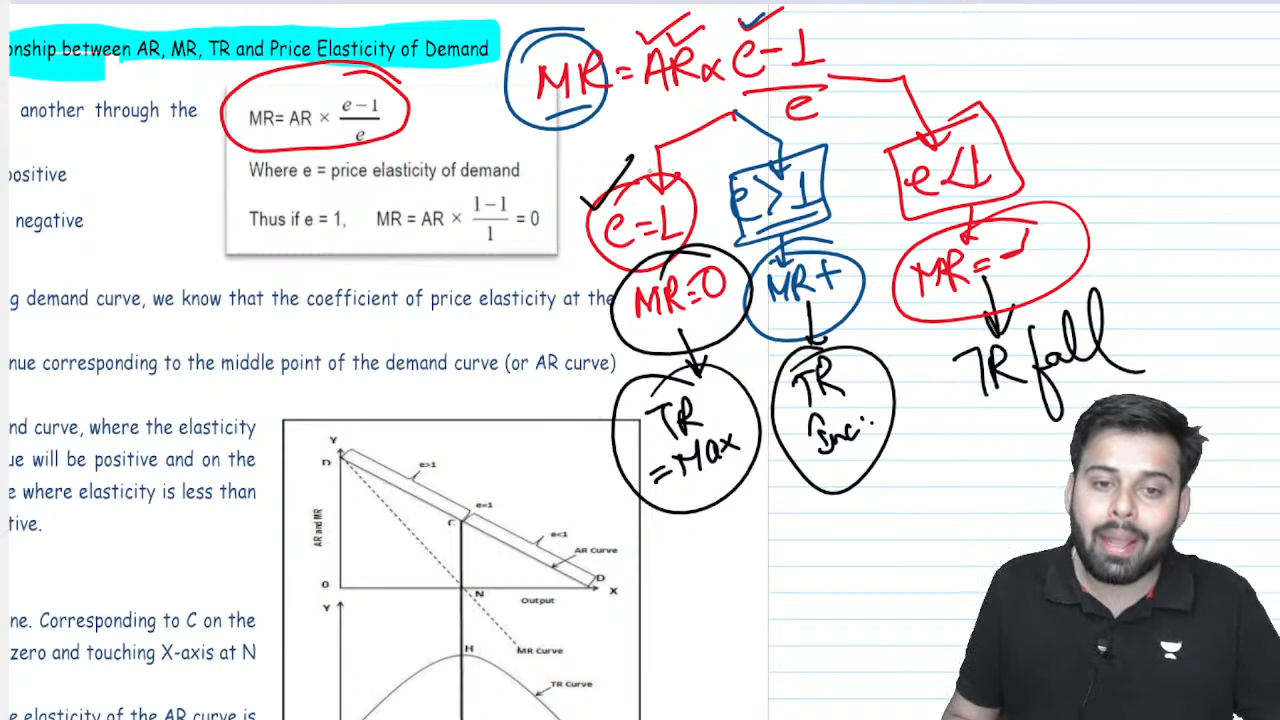 onship between AR, MR, TR and Price Elasticity of Demand
another through the
positive
negative
MR= AR × e−1/e
Where e = price elasticity of demand
Thus if e = 1, MR = AR × 1−1/1 = 0
MR = AR × e-1/e
e=1
e>1
e<1
MR=0
MR+
MR= -
TR
=Max
TR
Inc:
TR fall
g demand curve, we know that the coefficient of price elasticity at the
nue corresponding to the middle point of the demand curve (or AR curve)
nd curve, where the elasticity
ue will be positive and on the
e where elasticity is less than
tive.
ne. Corresponding to C on the
zero and touching X-axis at N
e elasticity of the AR curve is
Y
D
e>1
e=1
C
e<1
AR and MR
AR Curve
D
O
N
X
Output
Y
H
MR Curve
TR Curve